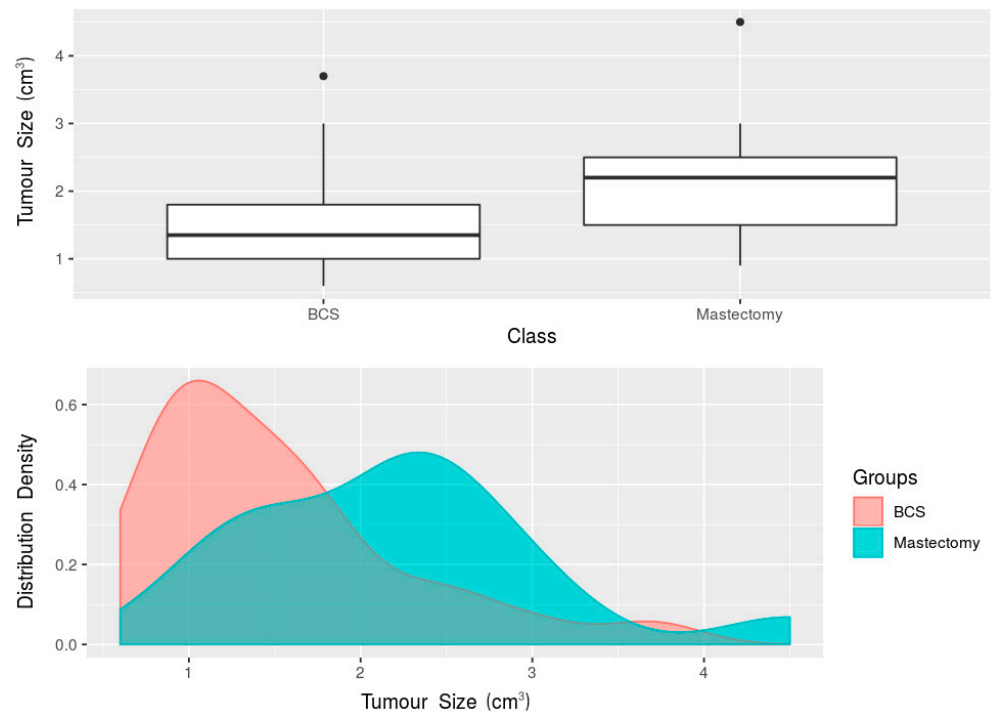 Tumour Size (cm³)
4
3
2
1
BCS
Mastectomy
Class
Distribution Density
0.6
0.4
0.2
0.0
1
2
3
4
Tumour Size (cm³)
Groups
BCS
Mastectomy